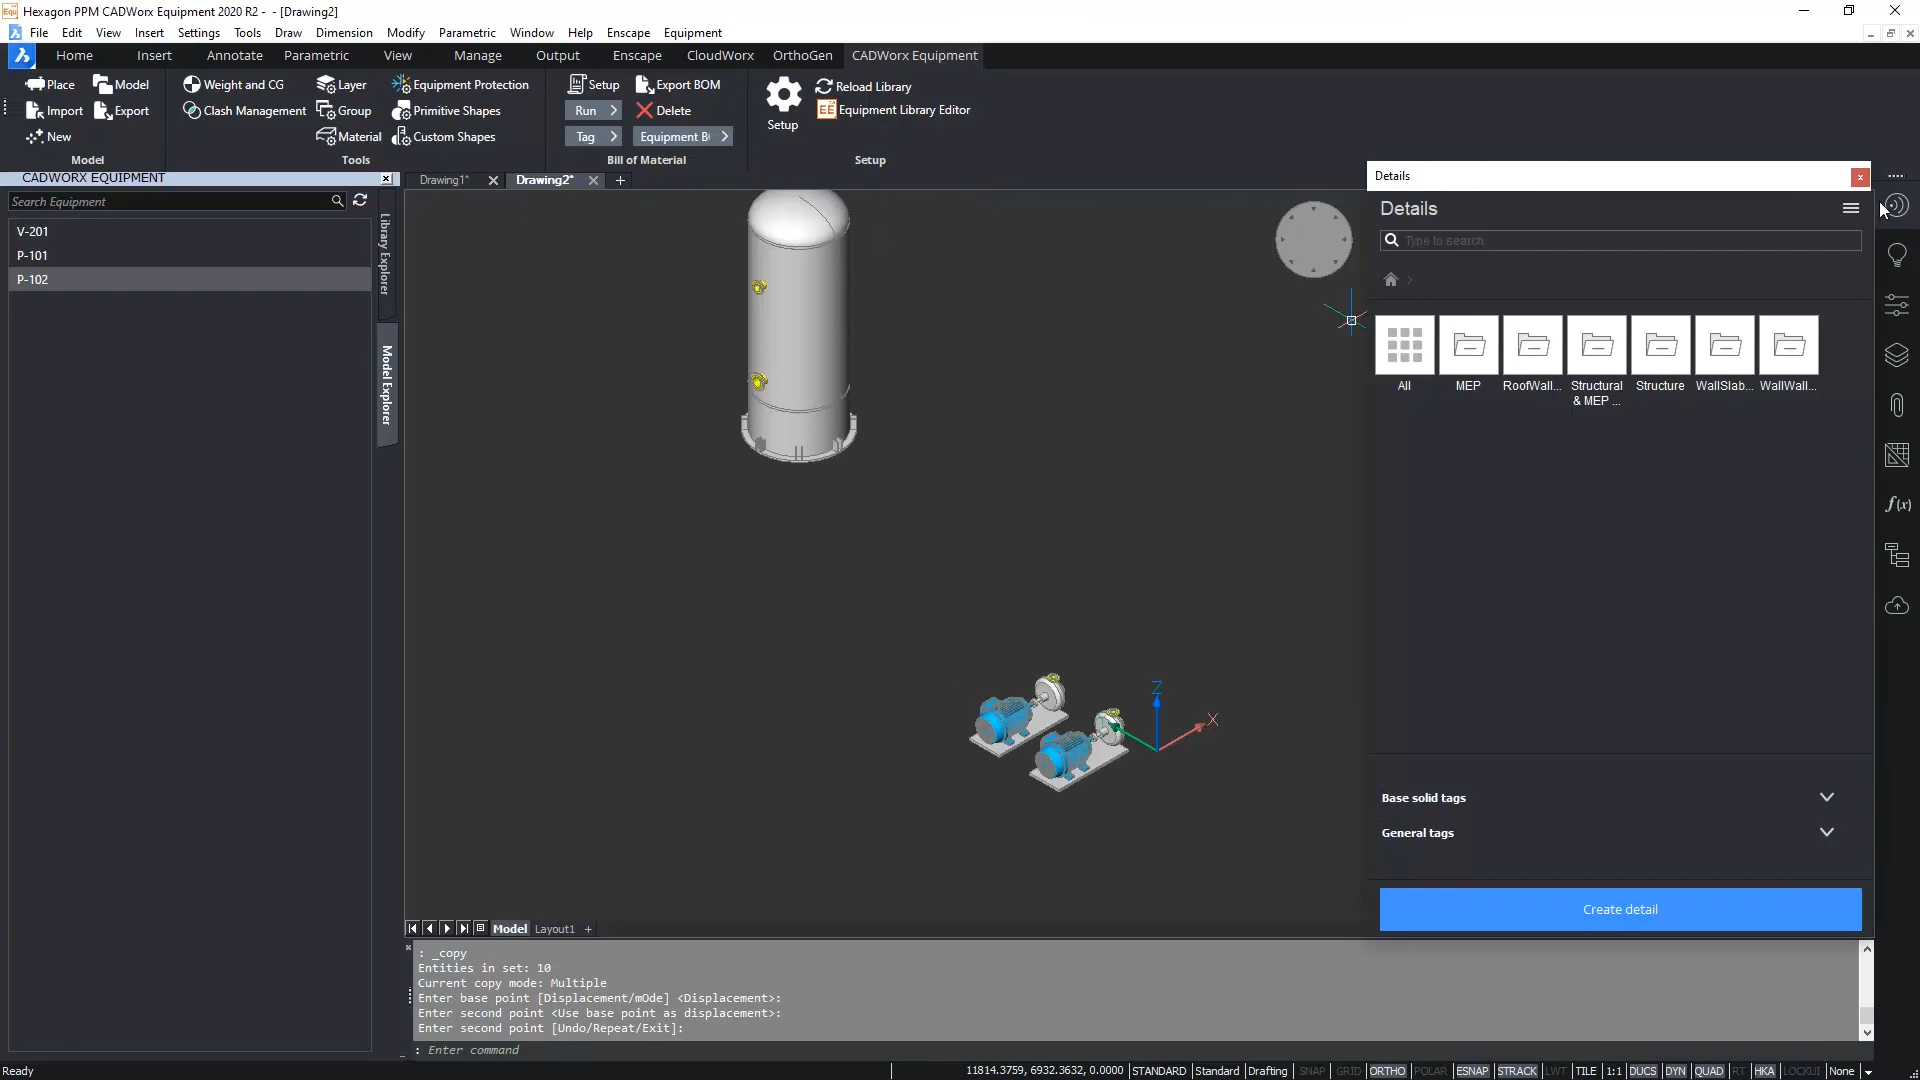 Equ Hexagon PPM CADWorx Equipment 2020 R2 - - [Drawing2]
File Edit View Insert Settings Tools Draw Dimension Modify Parametric Window Help Enscape Equipment
Home Insert Annotate Parametric View Manage Output Enscape CloudWorx OrthoGen CADWorx Equipment
Place Model Weight and CG Layer Equipment Protection Setup Export BOM Reload Library
Import Export Clash Management Group Primitive Shapes Run Delete EE Equipment Library Editor
New Material Custom Shapes Tag Equipment B Setup
Model Tools Bill of Material Setup
CADWORX EQUIPMENT
Drawing1* Drawing2*
Search Equipment
V-201
P-101
P-102
Library Explorer
Model Explorer
Details
Details
Type to search
All MEP RoofWall... Structural & MEP ... Structure WallSlab... WallWall...
Z
X
Base solid tags
General tags
Create detail
Model Layout1 +
: _copy
Entities in set: 10
Current copy mode: Multiple
Enter base point [Displacement/mOde] <Displacement>:
Enter second point <Use base point as displacement>:
Enter second point [Undo/Repeat/Exit]:
: Enter command
Ready 11814.3759, 6932.3632, 0.0000 STANDARD Standard Drafting SNAP GRID ORTHO POLAR ESNAP STRACK LWT TILE 1:1 DUCS DYN QUAD RT HKA LOCKUI None
f(x)